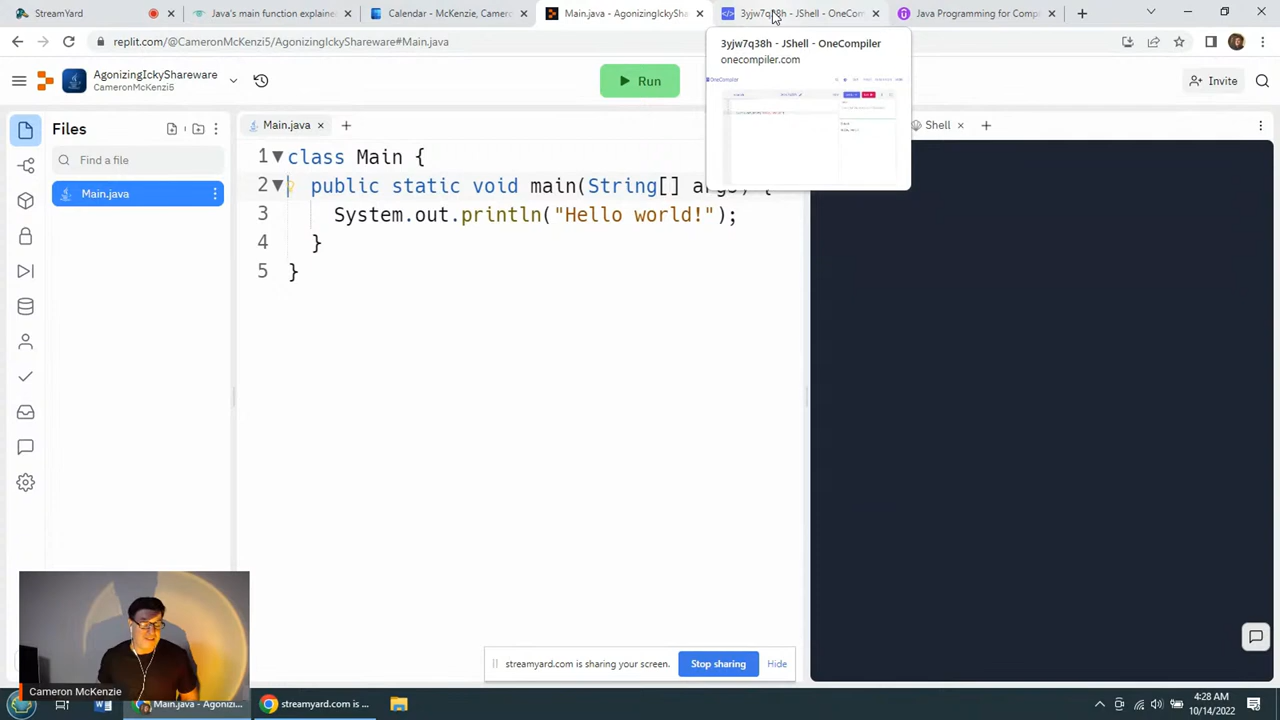 StreamYard
Java's main function explaine
Calendar - McKenzie, Camero
Main.java - AgonizingIckySha
3yjw7q38h - JShell - OneCom
Java Programming for Compl
replit.com/@CameronMcKenzi5/AgonizingIckyShareware#Main.java
3yjw7q38h - JShell - OneCompiler
onecompiler.com
AgonizingIckyShareware
CameronMcKenzi5
Run
Invite
Files
Main.java
Shell
Find a file
Main.java
1 class Main {
2 public static void main(String[] args) {
3 System.out.println("Hello world!");
4 }
5 }
streamyard.com is sharing your screen.
Stop sharing
Hide
Cameron McKenzie
Main.java - Agonizi...
streamyard.com is ...
4:28 AM
10/14/2022